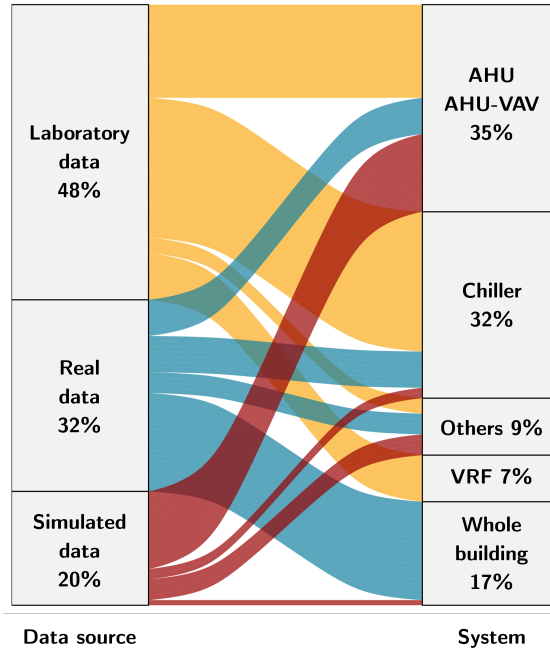 Laboratory
data
48%
Real
data
32%
Simulated
data
20%
Data source
AHU
AHU-VAV
35%
Chiller
32%
Others 9%
VRF 7%
Whole
building
17%
System